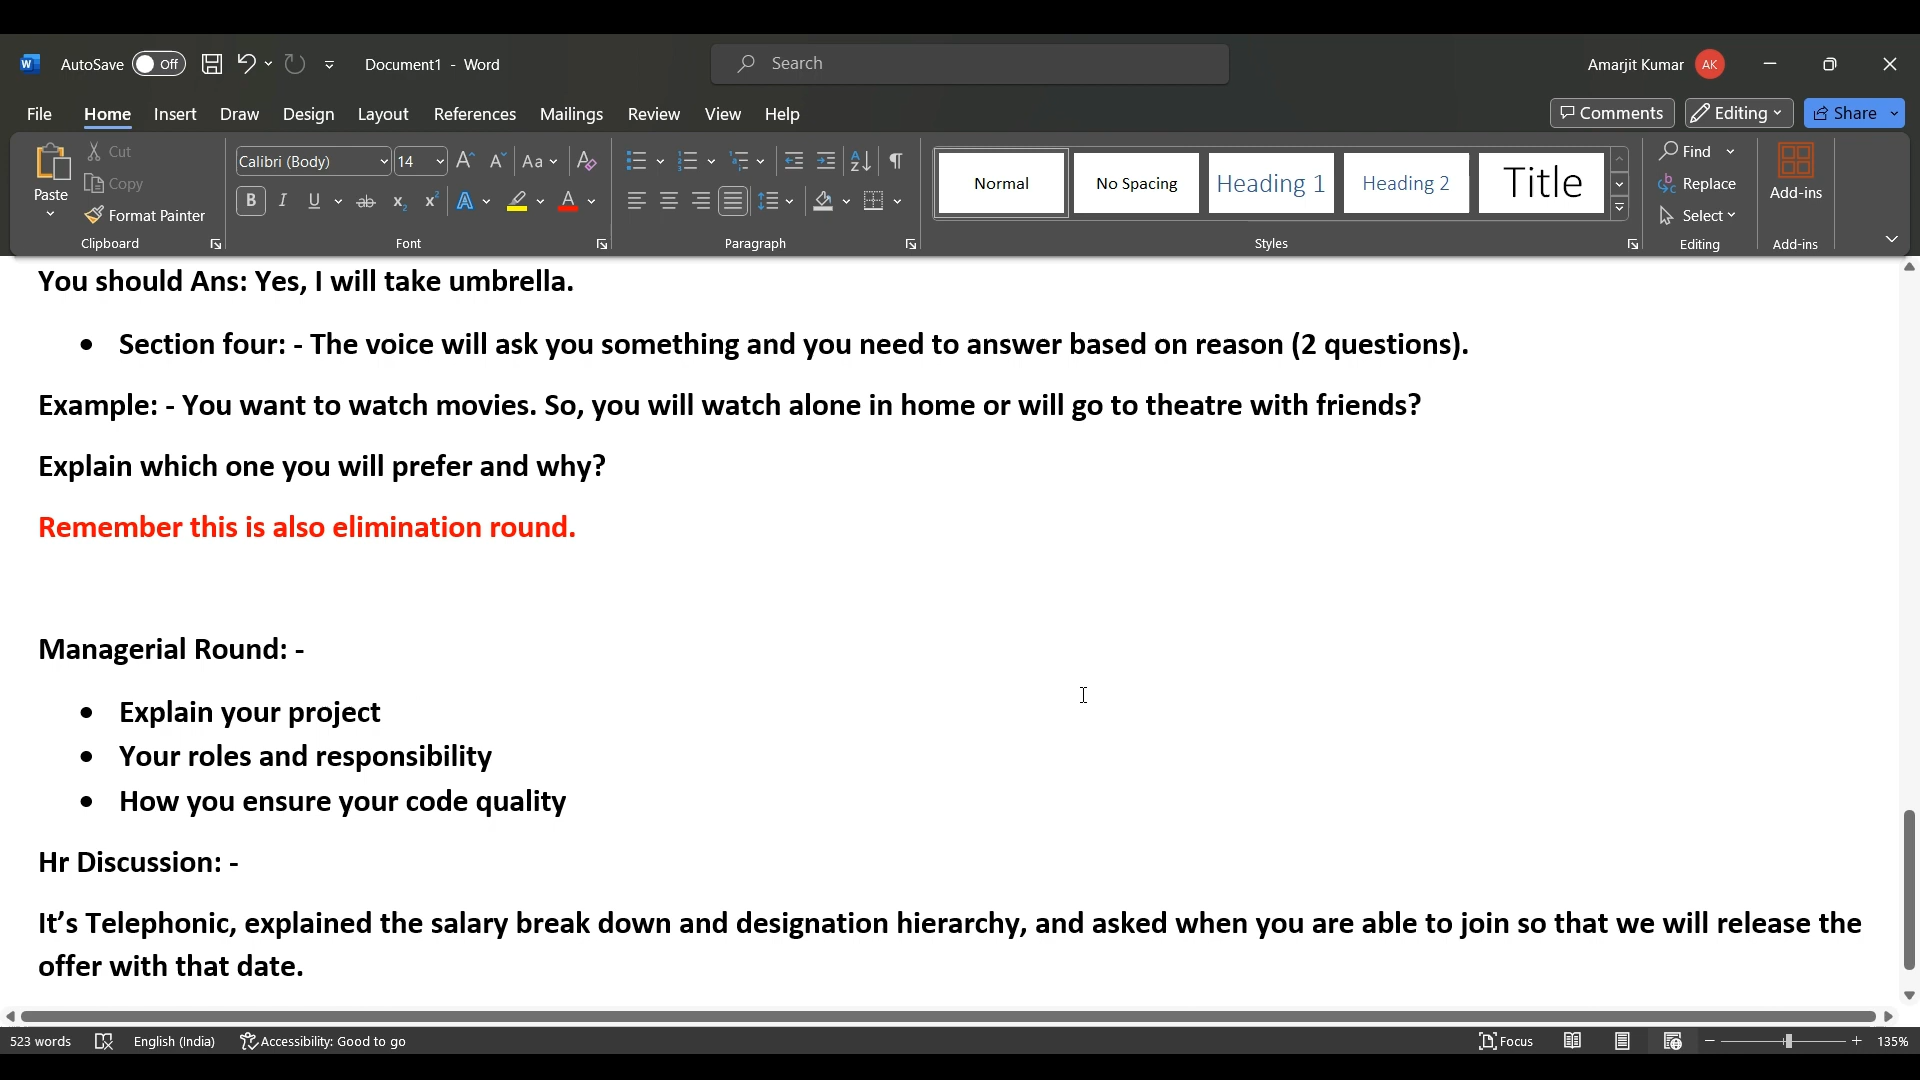 AutoSave Off Document1 - Word Search Amarjit Kumar AK
File Home Insert Draw Design Layout References Mailings Review View Help Comments Editing Share
Paste Cut Copy Format Painter Clipboard
Calibri (Body) 14 Font
Paragraph
Normal No Spacing Heading 1 Heading 2 Title Styles
Find Replace Select Editing
Add-ins Add-ins
You should Ans: Yes, I will take umbrella.
• Section four: - The voice will ask you something and you need to answer based on reason (2 questions).
Example: - You want to watch movies. So, you will watch alone in home or will go to theatre with friends?
Explain which one you will prefer and why?
Remember this is also elimination round.
Managerial Round: -
• Explain your project
• Your roles and responsibility
• How you ensure your code quality
Hr Discussion: -
It's Telephonic, explained the salary break down and designation hierarchy, and asked when you are able to join so that we will release the
offer with that date.
523 words English (India) Accessibility: Good to go Focus 135%